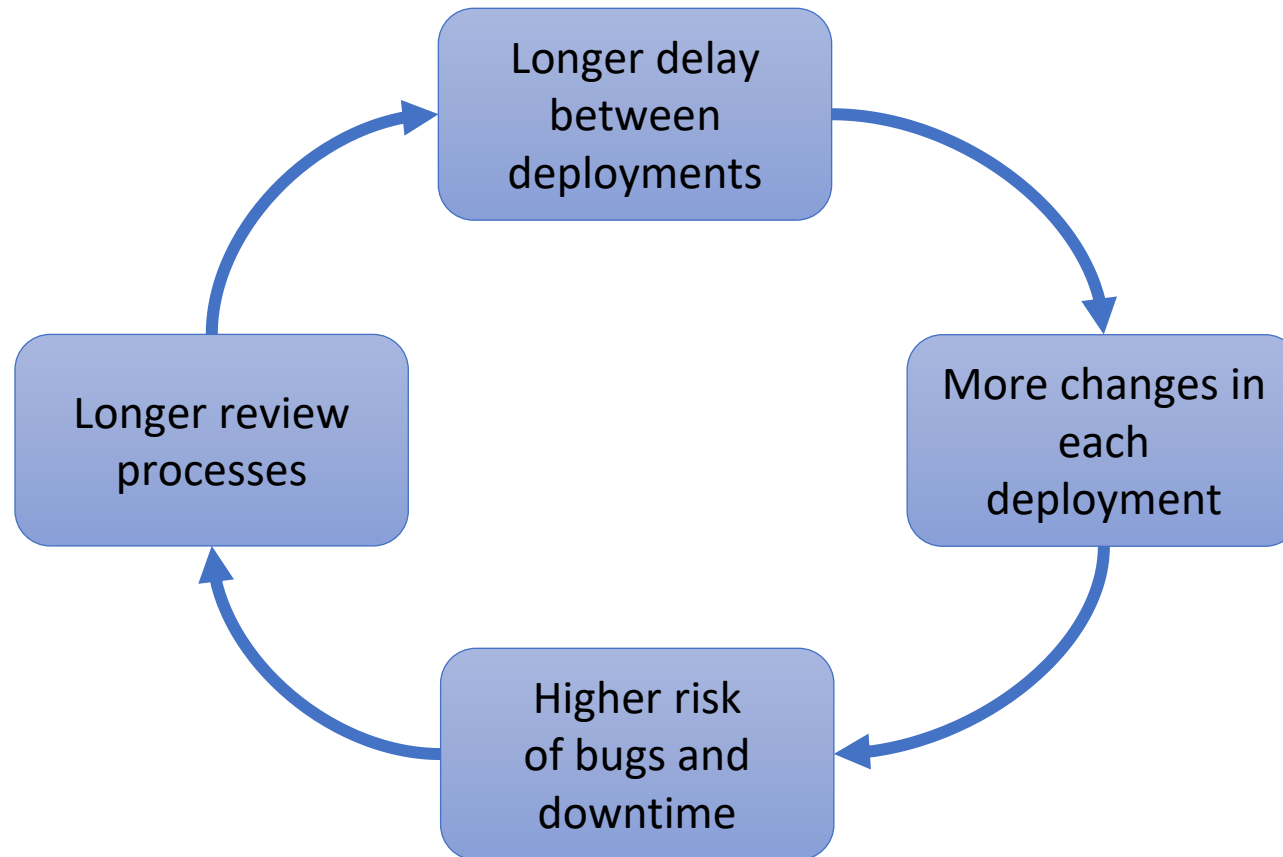 Longer delay
between
deployments
More changes in
each
deployment
Higher risk
of bugs and
downtime
Longer review
processes